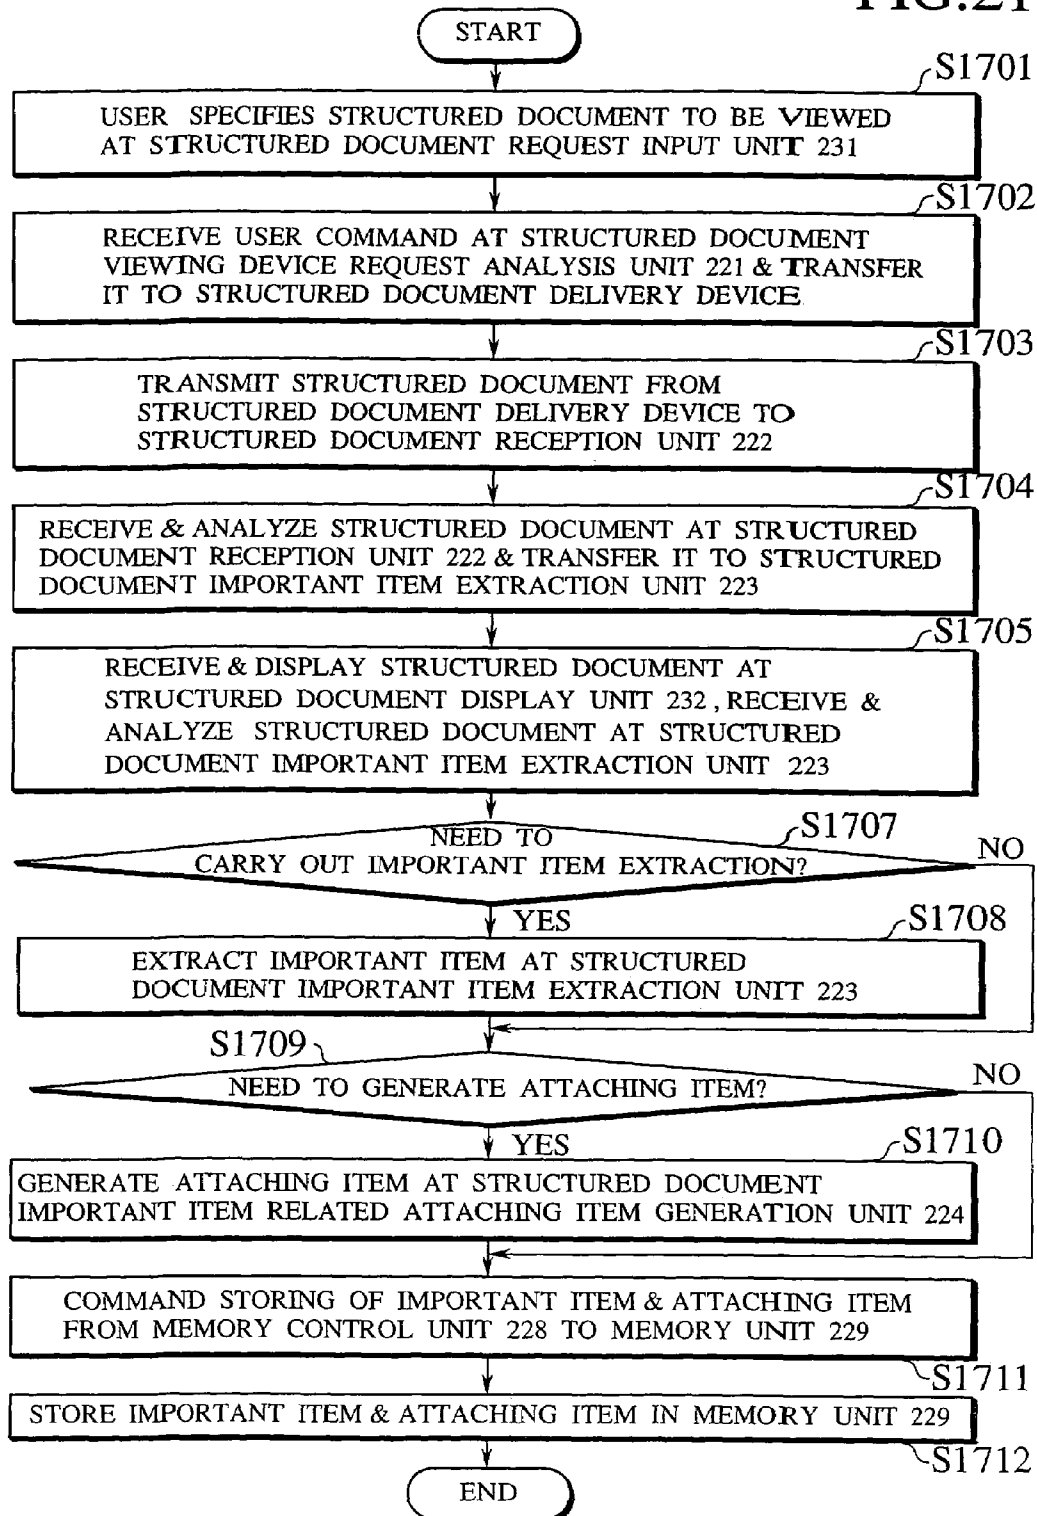 FIG.21
START
S1701
USER SPECIFIES STRUCTURED DOCUMENT TO BE VIEWED
AT STRUCTURED DOCUMENT REQUEST INPUT UNIT 231
S1702
RECEIVE USER COMMAND AT STRUCTURED DOCUMENT
VIEWING DEVICE REQUEST ANALYSIS UNIT 221 & TRANSFER
IT TO STRUCTURED DOCUMENT DELIVERY DEVICE
S1703
TRANSMIT STRUCTURED DOCUMENT FROM
STRUCTURED DOCUMENT DELIVERY DEVICE TO
STRUCTURED DOCUMENT RECEPTION UNIT 222
S1704
RECEIVE & ANALYZE STRUCTURED DOCUMENT AT STRUCTURED
DOCUMENT RECEPTION UNIT 222 & TRANSFER IT TO STRUCTURED
DOCUMENT IMPORTANT ITEM EXTRACTION UNIT 223
S1705
RECEIVE & DISPLAY STRUCTURED DOCUMENT AT
STRUCTURED DOCUMENT DISPLAY UNIT 232, RECEIVE &
ANALYZE STRUCTURED DOCUMENT AT STRUCTURED
DOCUMENT IMPORTANT ITEM EXTRACTION UNIT 223
S1707
NEED TO
CARRY OUT IMPORTANT ITEM EXTRACTION?
NO
YES
S1708
EXTRACT IMPORTANT ITEM AT STRUCTURED
DOCUMENT IMPORTANT ITEM EXTRACTION UNIT 223
S1709
NEED TO GENERATE ATTACHING ITEM?
NO
YES
S1710
GENERATE ATTACHING ITEM AT STRUCTURED DOCUMENT
IMPORTANT ITEM RELATED ATTACHING ITEM GENERATION UNIT 224
COMMAND STORING OF IMPORTANT ITEM & ATTACHING ITEM
FROM MEMORY CONTROL UNIT 228 TO MEMORY UNIT 229
S1711
STORE IMPORTANT ITEM & ATTACHING ITEM IN MEMORY UNIT 229
S1712
END